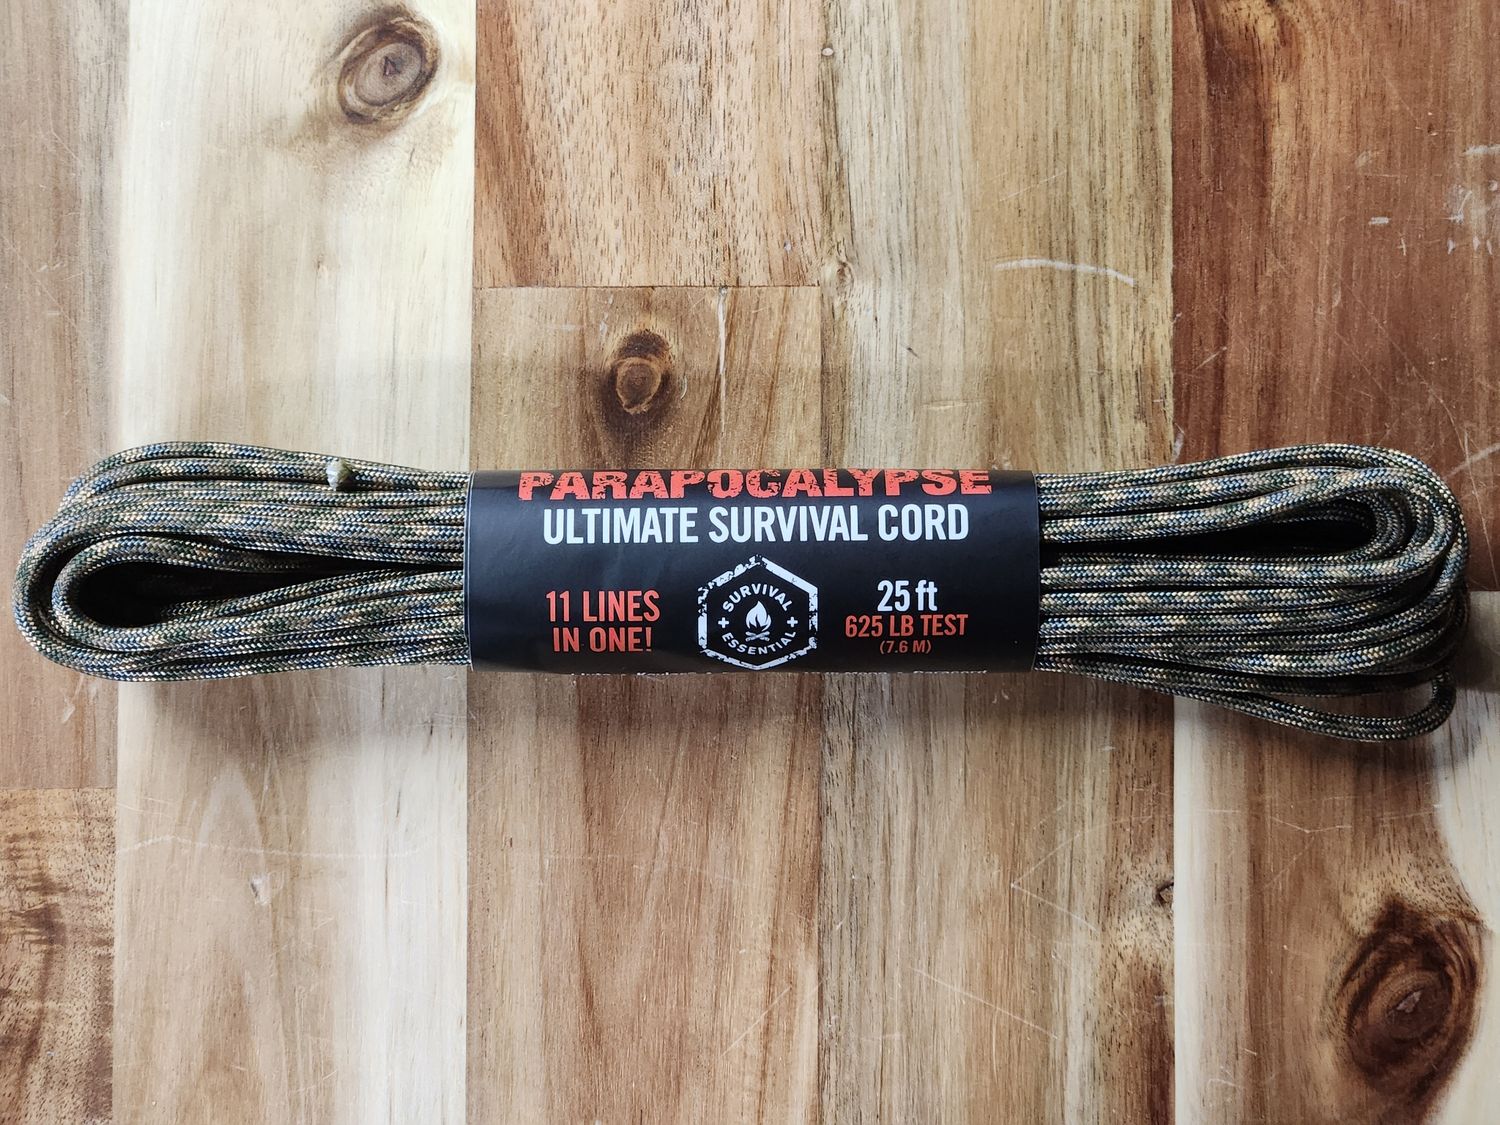 PARAPOCALYPSE
ULTIMATE SURVIVAL CORD
11 LINES
IN ONE!
SURVIVAL
ESSENTIAL
25 ft
625 LB TEST
(7.6 M)